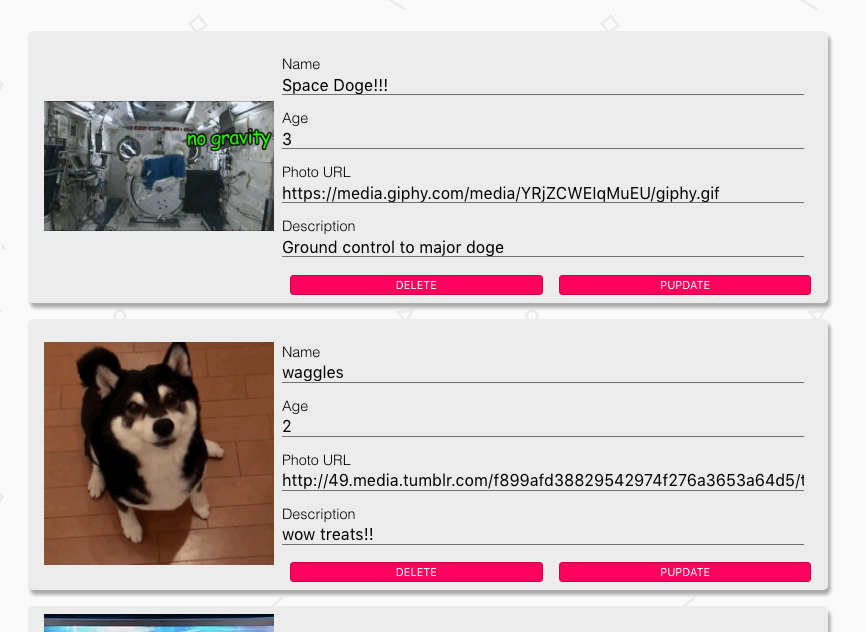 Name
Space Doge!!!
no gravity
Age
3
Photo URL
https://media.giphy.com/media/YRjZCWEIqMuEU/giphy.gif
Description
Ground control to major doge
DELETE PUPDATE
Name
waggles
Age
2
Photo URL
http://49.media.tumblr.com/f899afd38829542974f276a3653a64d5/t
Description
wow treats!!
DELETE PUPDATE